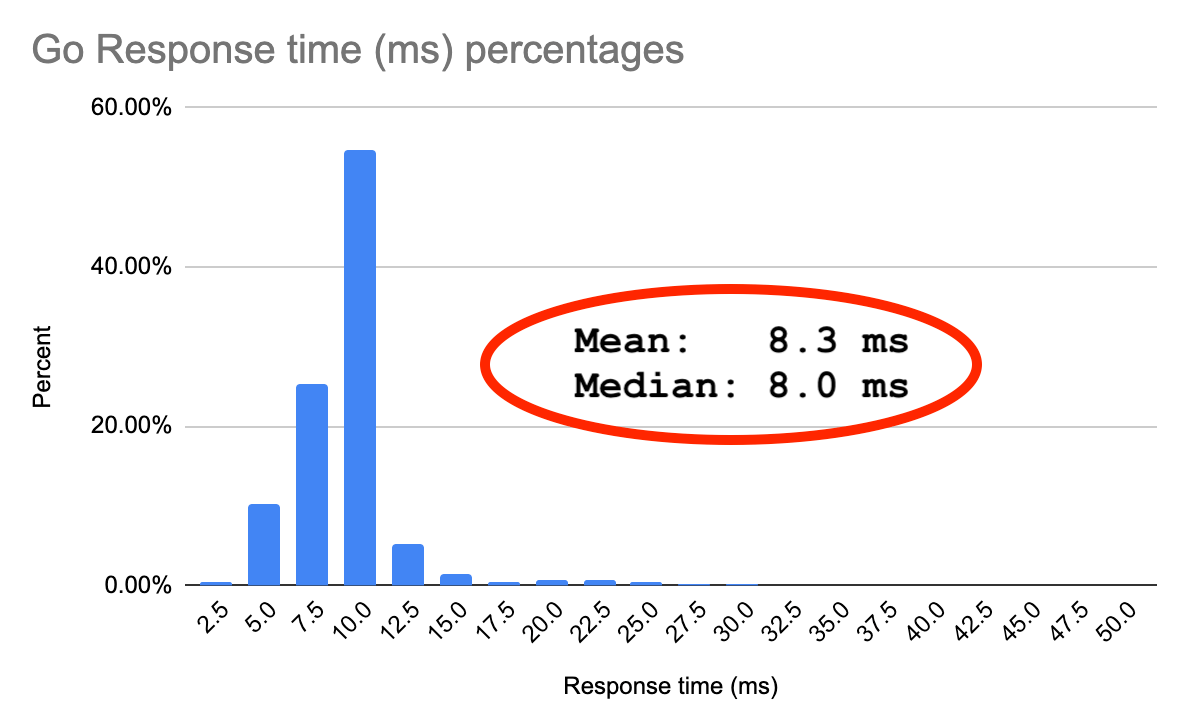 Go Response time (ms) percentages
60.00%
40.00%
20.00%
0.00%
Percent
Mean:   8.3 ms
Median: 8.0 ms
2.5 5.0 7.5 10.0 12.5 15.0 17.5 20.0 22.5 25.0 27.5 30.0 32.5 35.0 37.5 40.0 42.5 45.0 47.5 50.0
Response time (ms)